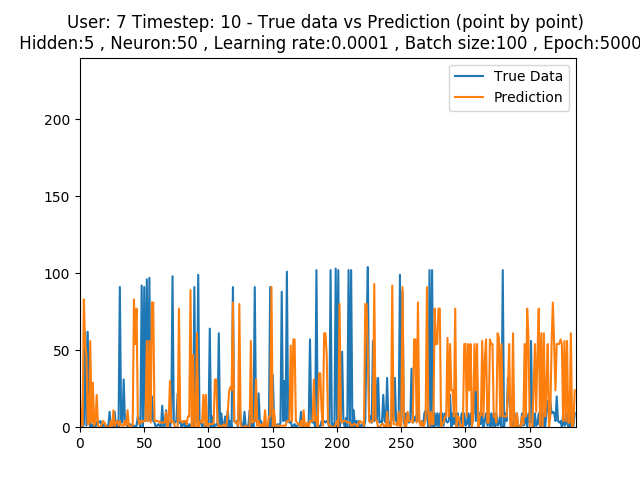 User: 7 Timestep: 10 - True data vs Prediction (point by point)
Hidden:5 , Neuron:50 , Learning rate:0.0001 , Batch size:100 , Epoch:5000
True Data
Prediction
200
150
100
50
0
0 50 100 150 200 250 300 350